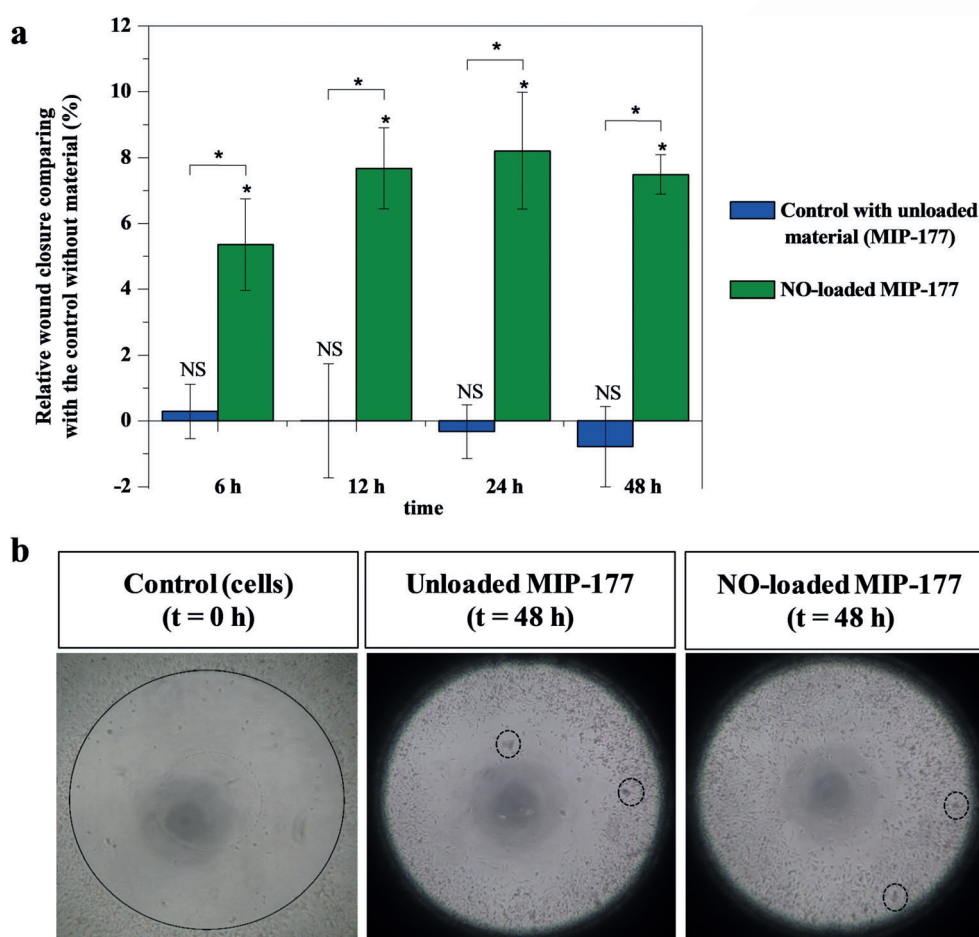 a
Relative wound closure comparing
with the control without material (%)
12
10
8
6
4
2
0
-2
*
*
*
*
*
*
*
*
NS
NS
NS
NS
6 h
12 h
24 h
48 h
time
Control with unloaded
material (MIP-177)
NO-loaded MIP-177
b
Control (cells)
(t = 0 h)
Unloaded MIP-177
(t = 48 h)
NO-loaded MIP-177
(t = 48 h)